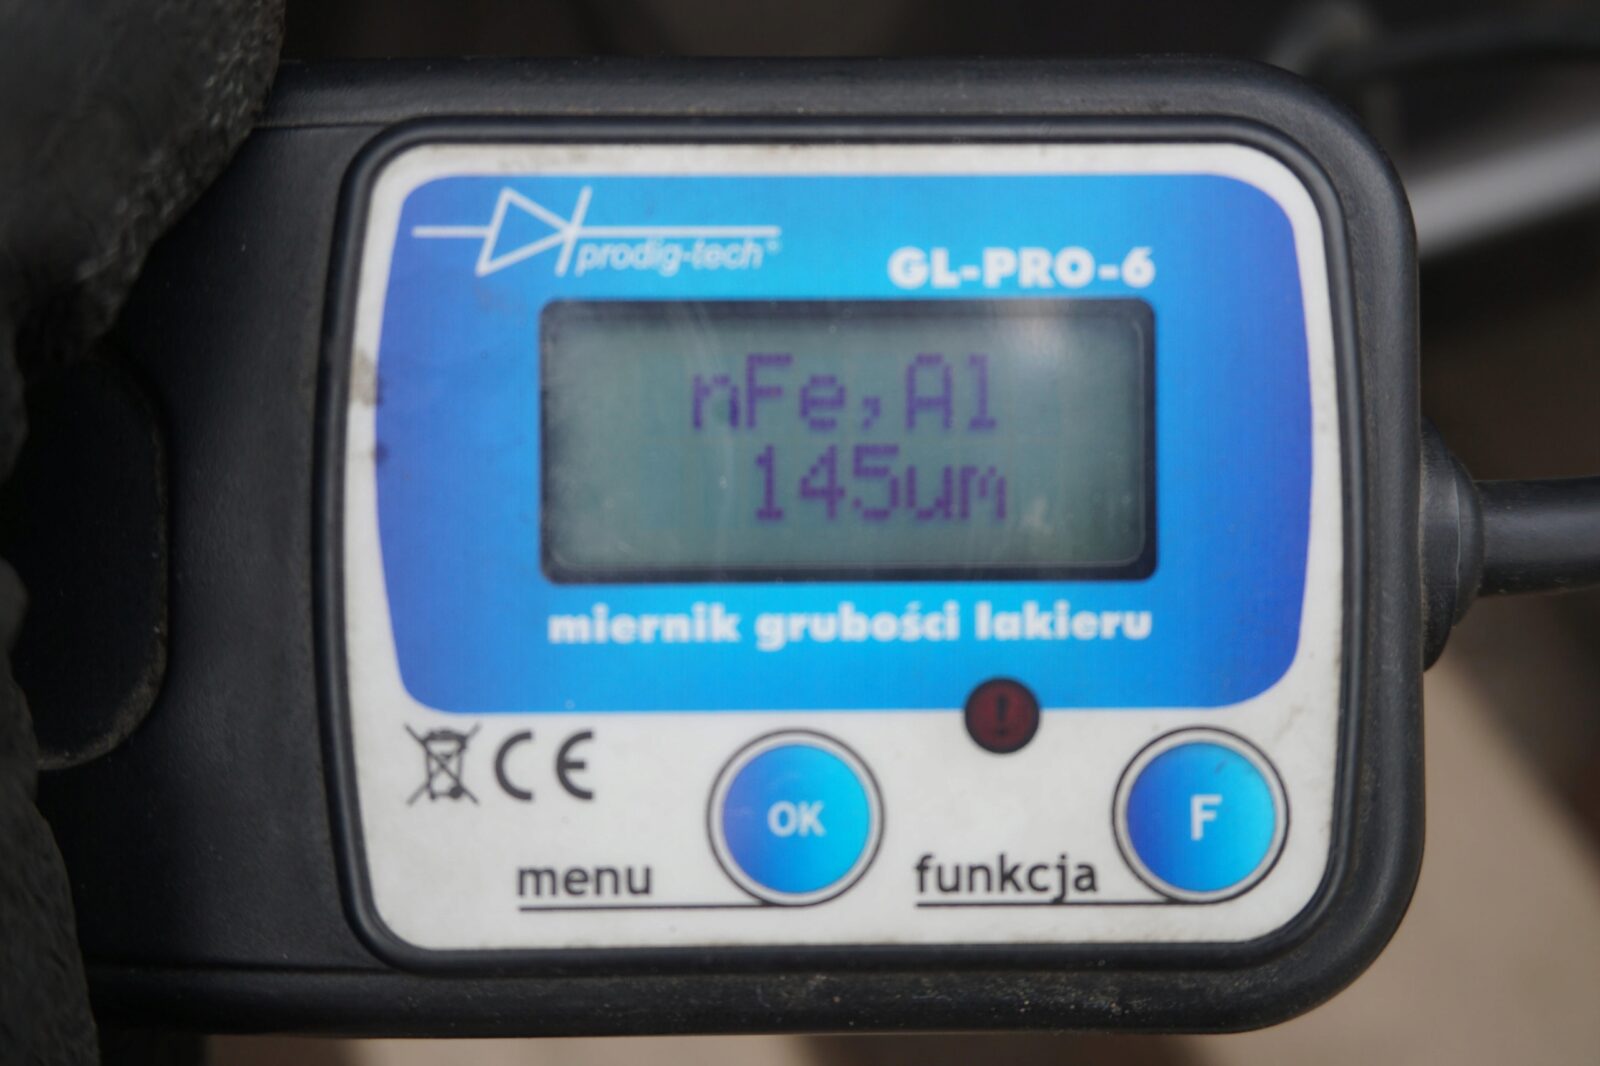 prodig-tech
GL-PRO-6
nFe,Al
145um
miernik grubości lakieru
!
CE
OK
F
menu
funkcja